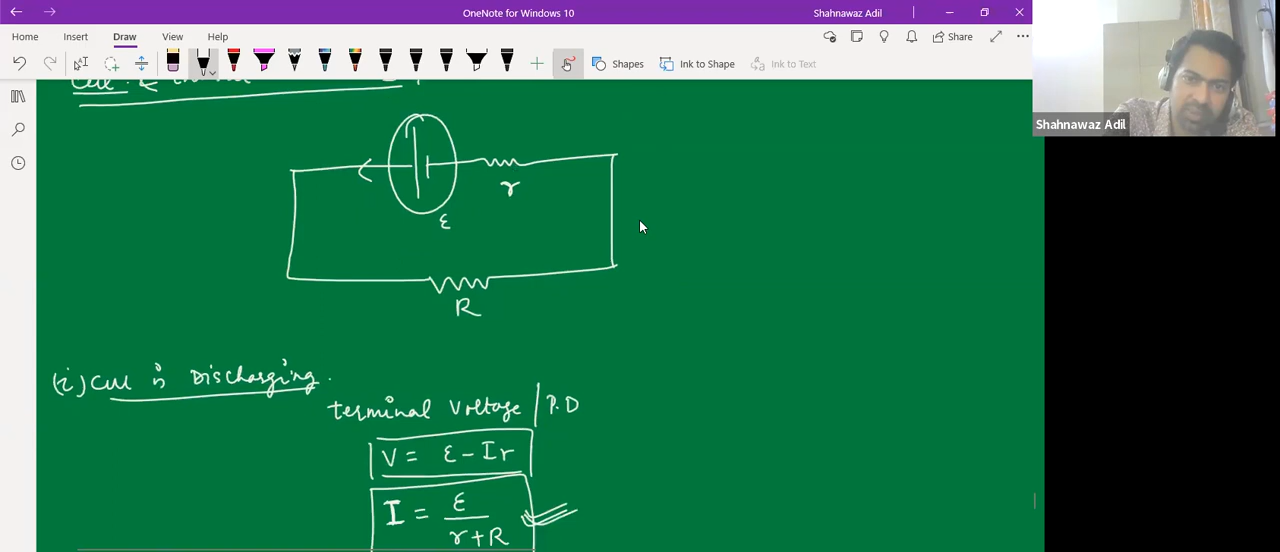 OneNote for Windows 10
Shahnawaz Adil
Home Insert Draw View Help
Share
Shapes
Ink to Shape
Ink to Text
Shahnawaz Adil
r
ε
R
(i) Cell is Discharging.
terminal Voltage | P.D
V = ε - Ir
I = ε / r+R